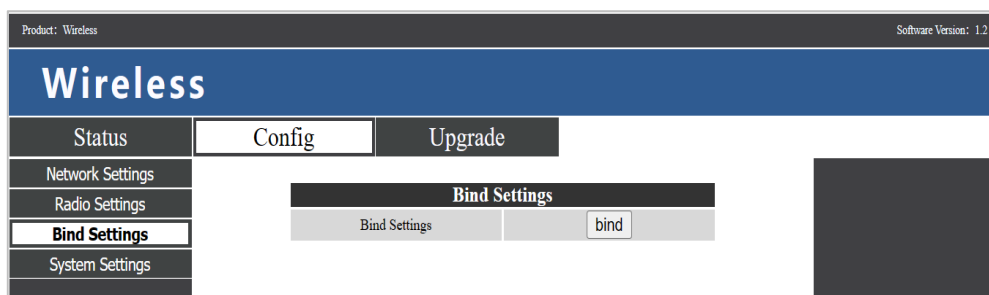 Product: Wireless
Software Version: 1.2
Wireless
Status
Config
Upgrade
Network Settings
Radio Settings
Bind Settings
System Settings
Bind Settings
Bind Settings
bind